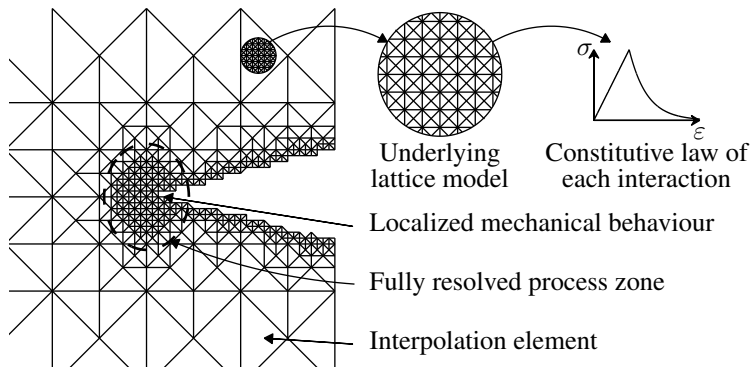 σ
ε
Underlying
lattice model
Constitutive law of
each interaction
Localized mechanical behaviour
Fully resolved process zone
Interpolation element